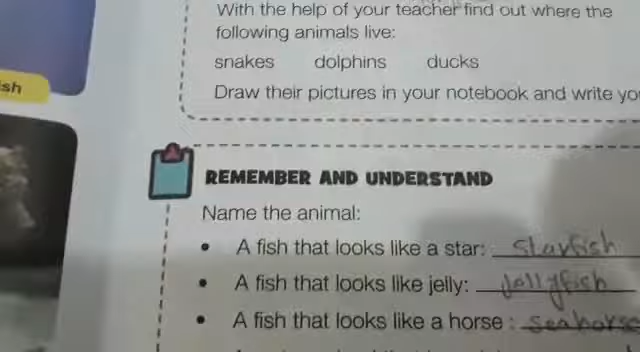 With the help of your teacher find out where the
following animals live:
snakes dolphins ducks
Draw their pictures in your notebook and write
sh
REMEMBER AND UNDERSTAND
Name the animal:
• A fish that looks like a star: starfish
• A fish that looks like jelly: Jellyfish
• A fish that looks like a horse : seahorse